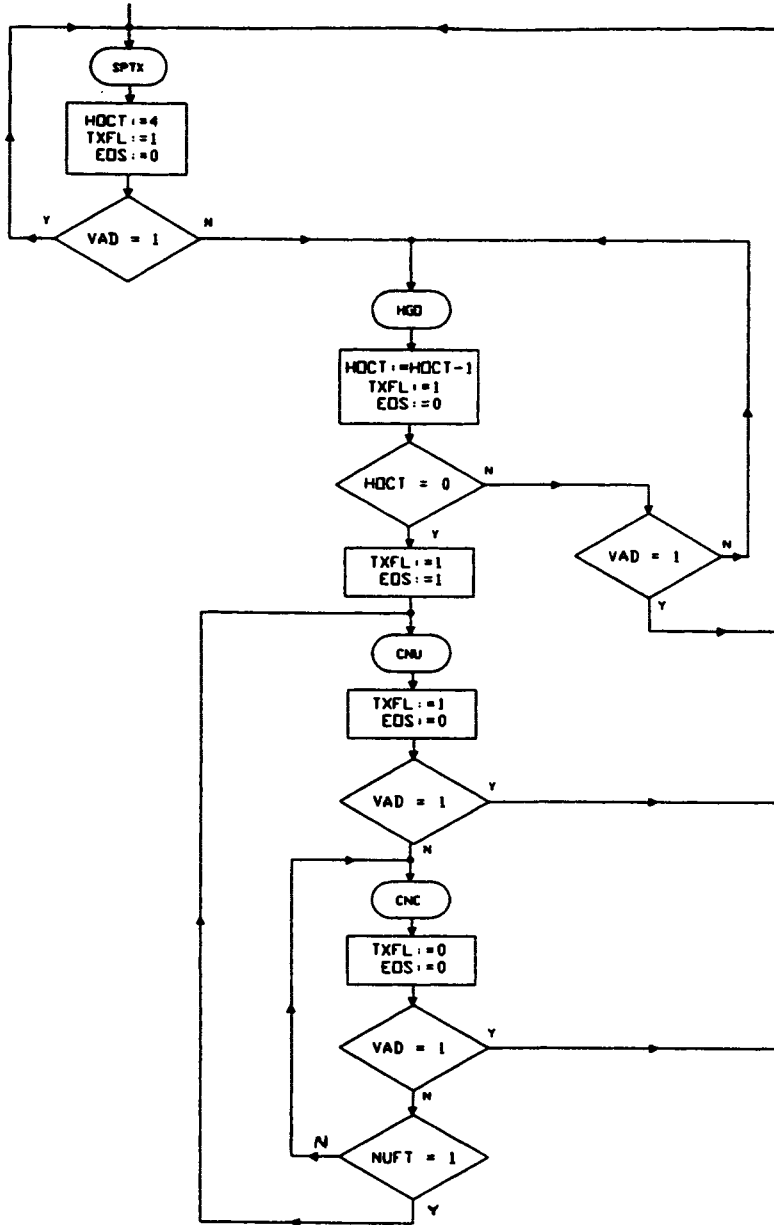 SPTX
HOCT:=4
TXFL:=1
EOS:=0
Y
VAD = 1
N
HGO
HOCT:=HOCT-1
TXFL:=1
EOS:=0
HOCT = 0
N
Y
VAD = 1
N
Y
TXFL:=1
EOS:=1
CNU
TXFL:=1
EOS:=0
VAD = 1
Y
N
CNC
TXFL:=0
EOS:=0
VAD = 1
Y
N
N
NUFT = 1
Y